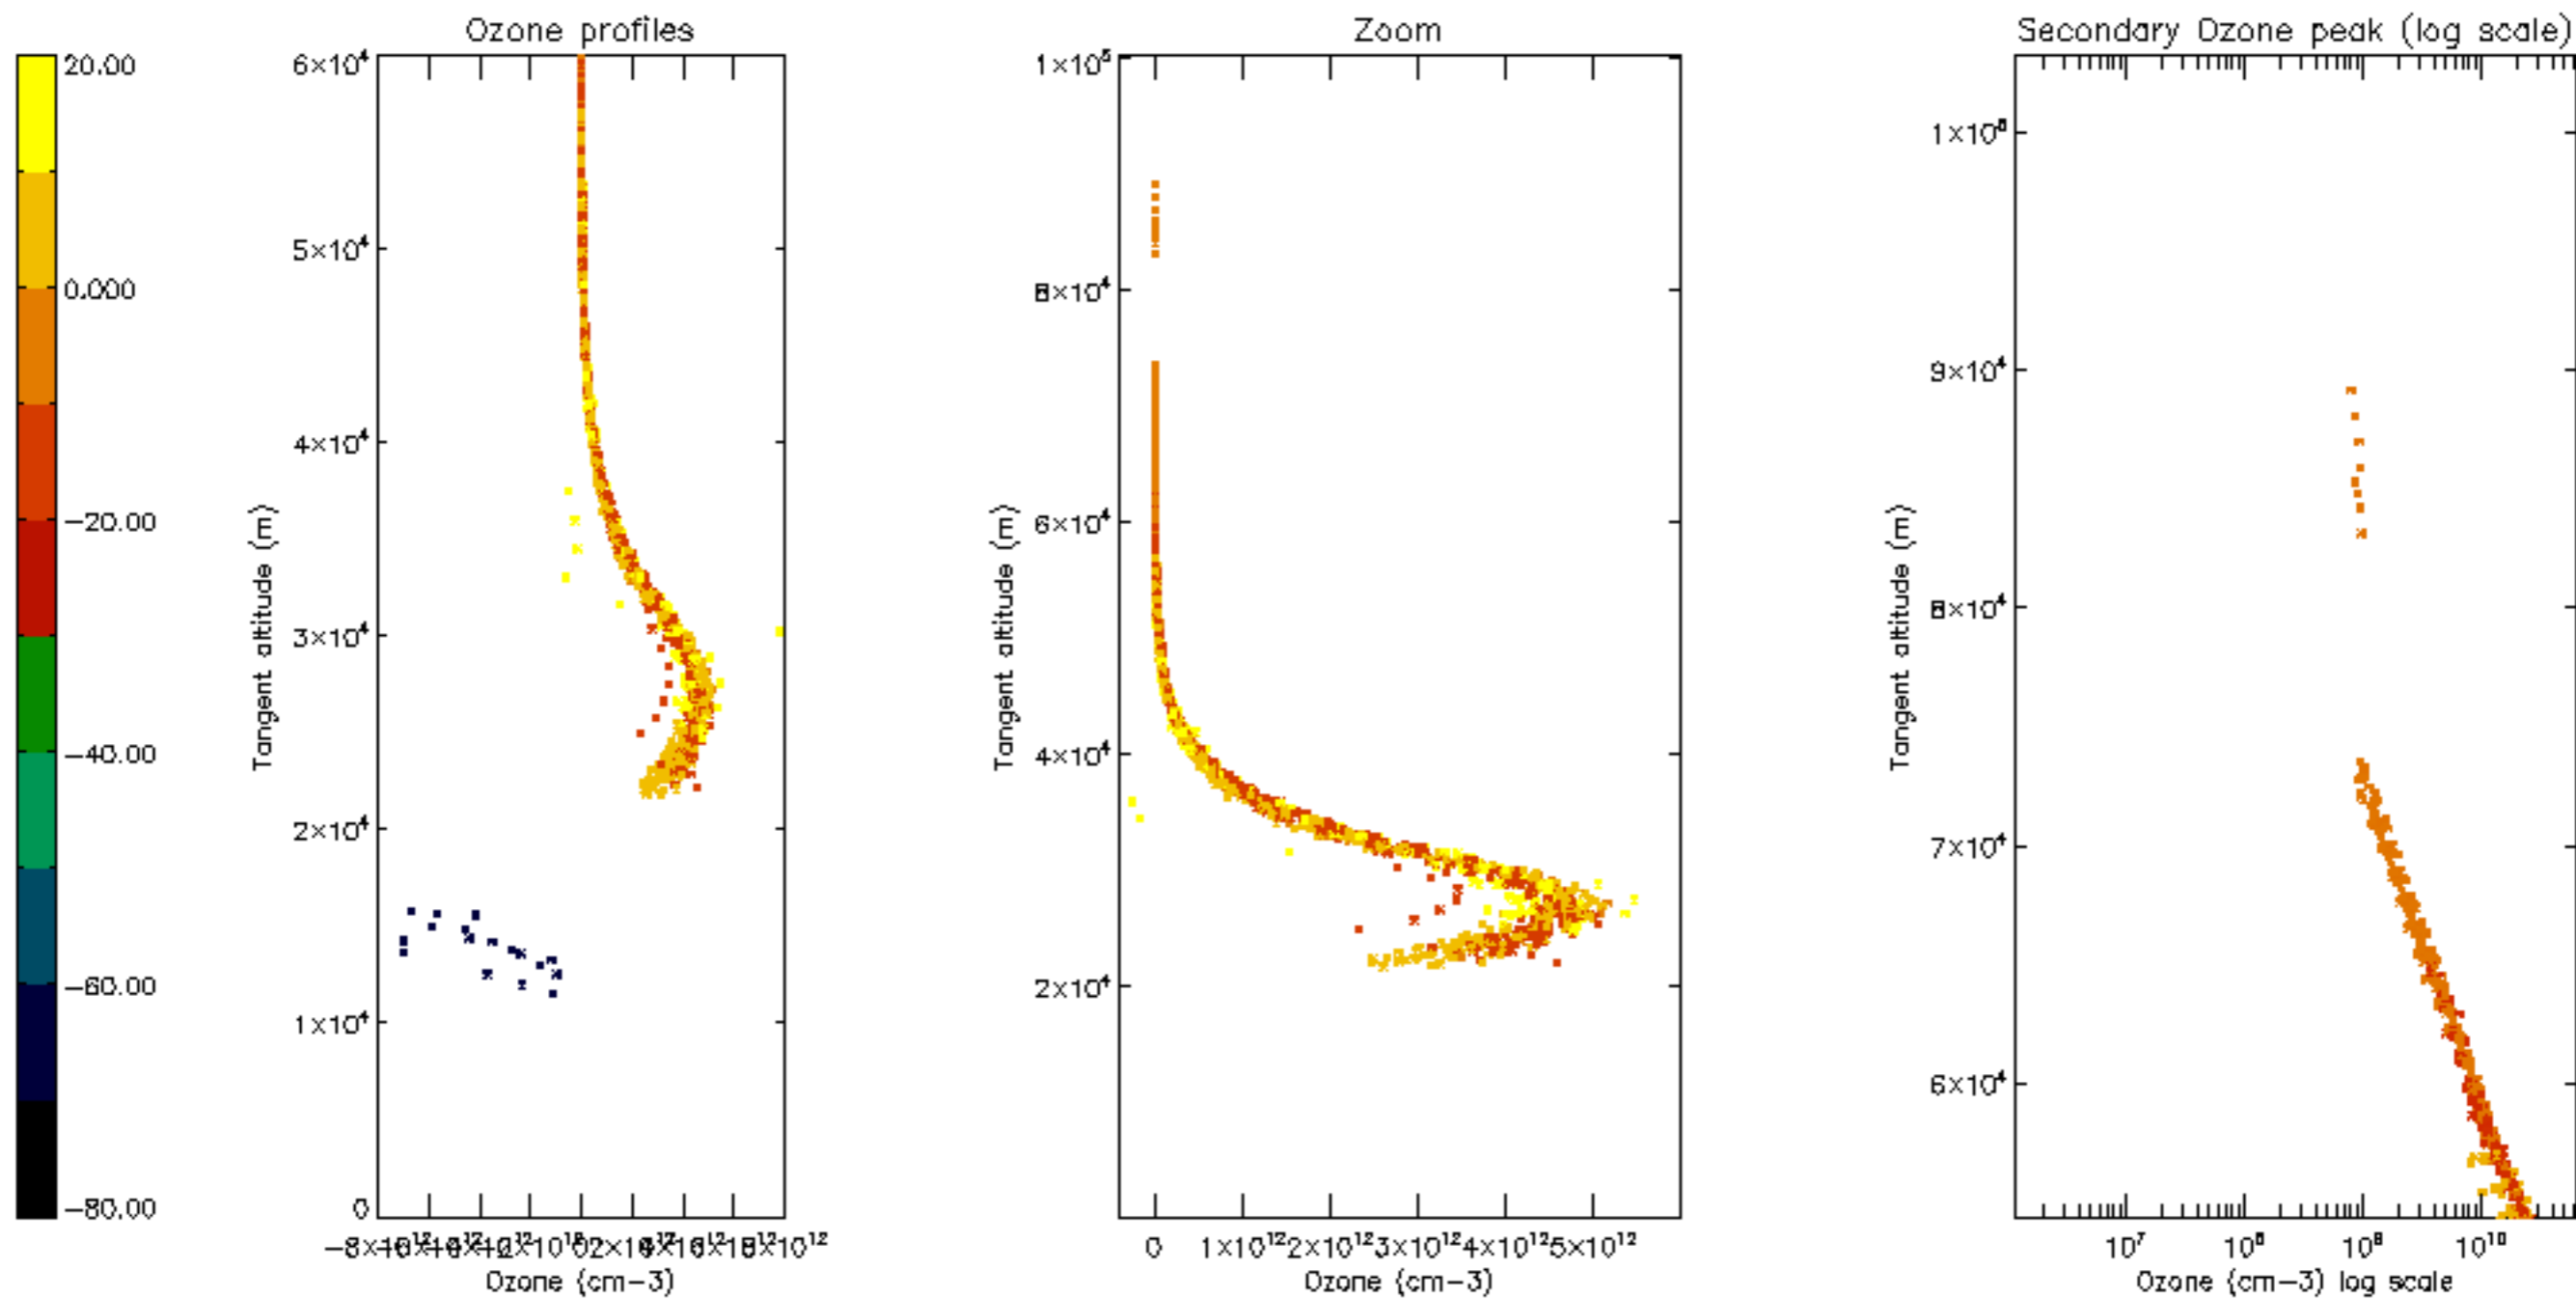 Ozone profiles
Zoom
Secondary Ozone peak (log scale)
20.00
0.000
−20.00
−40.00
−60.00
−80.00
6×10⁴
5×10⁴
4×10⁴
3×10⁴
2×10⁴
1×10⁴
0
Tangent altitude (m)
Ozone (cm−3)
1×10⁵
8×10⁴
6×10⁴
4×10⁴
2×10⁴
Tangent altitude (m)
0 1×10¹² 2×10¹² 3×10¹² 4×10¹² 5×10¹²
Ozone (cm−3)
9×10⁴
8×10⁴
7×10⁴
6×10⁴
Tangent altitude (m)
10⁷ 10⁸ 10⁹ 10¹⁰
Ozone (cm−3) log scale